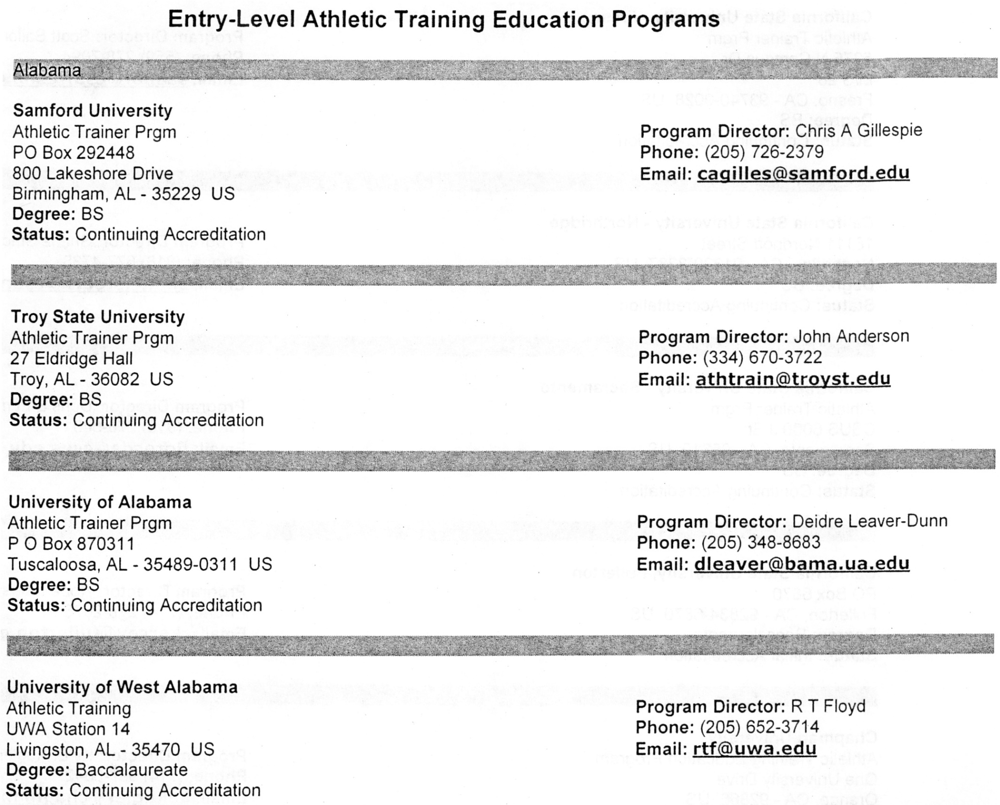 Entry-Level Athletic Training Education Programs
Alabama
Samford University
Athletic Trainer Prgm
PO Box 292448
800 Lakeshore Drive
Birmingham, AL - 35229 US
Degree: BS
Status: Continuing Accreditation
Program Director: Chris A Gillespie
Phone: (205) 726-2379
Email: cagilles@samford.edu
Troy State University
Athletic Trainer Prgm
27 Eldridge Hall
Troy, AL - 36082 US
Degree: BS
Status: Continuing Accreditation
Program Director: John Anderson
Phone: (334) 670-3722
Email: athtrain@troyst.edu
University of Alabama
Athletic Trainer Prgm
P O Box 870311
Tuscaloosa, AL - 35489-0311 US
Degree: BS
Status: Continuing Accreditation
Program Director: Deidre Leaver-Dunn
Phone: (205) 348-8683
Email: dleaver@bama.ua.edu
University of West Alabama
Athletic Training
UWA Station 14
Livingston, AL - 35470 US
Degree: Baccalaureate
Status: Continuing Accreditation
Program Director: R T Floyd
Phone: (205) 652-3714
Email: rtf@uwa.edu